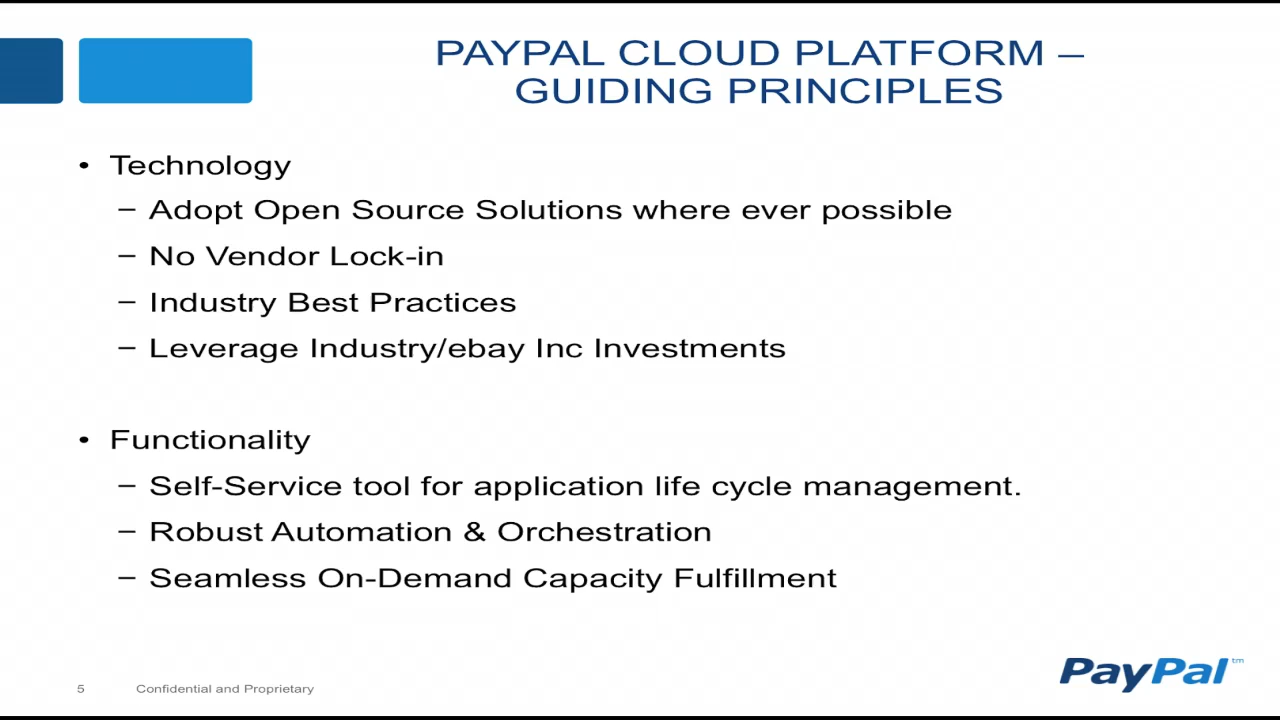 PAYPAL CLOUD PLATFORM –
GUIDING PRINCIPLES
• Technology
– Adopt Open Source Solutions where ever possible
– No Vendor Lock-in
– Industry Best Practices
– Leverage Industry/ebay Inc Investments
• Functionality
– Self-Service tool for application life cycle management.
– Robust Automation & Orchestration
– Seamless On-Demand Capacity Fulfillment
5 Confidential and Proprietary
PayPal™